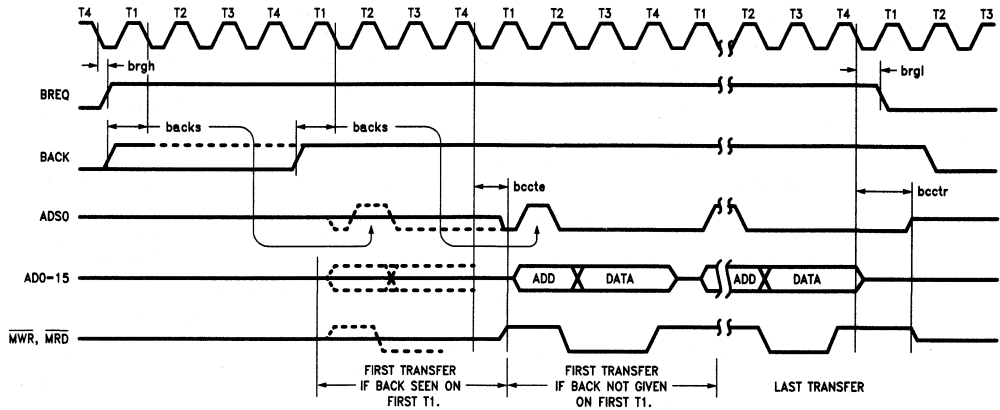 T4 T1 T2 T3 T4 T1 T2 T3 T4 T1 T2 T3 T4 T1 T2 T3 T4 T1 T2 T3
brgh brgl
BREQ
backs backs
BACK
bccte bcctr
ADS0
AD0-15 ADD DATA ADD DATA
MWR, MRD
FIRST TRANSFER
IF BACK SEEN ON
FIRST T1.
FIRST TRANSFER
IF BACK NOT GIVEN
ON FIRST T1.
LAST TRANSFER